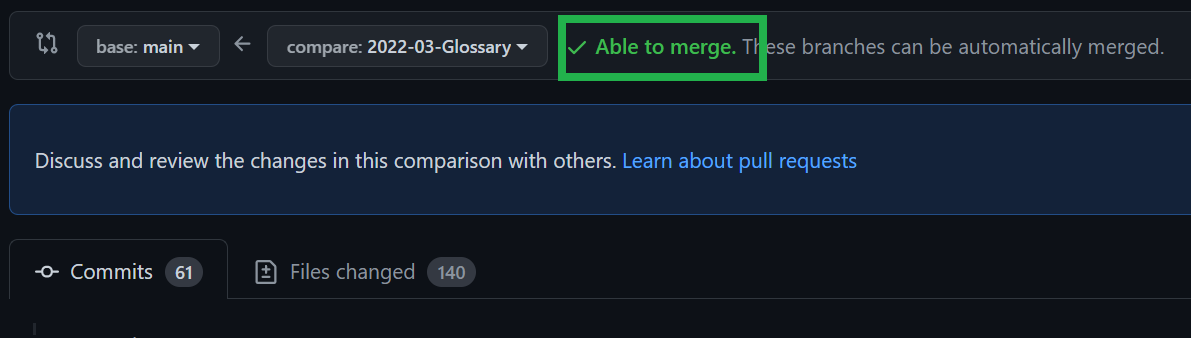 base: main compare: 2022-03-Glossary Able to merge. These branches can be automatically merged.
Discuss and review the changes in this comparison with others. Learn about pull requests
Commits 61 Files changed 140